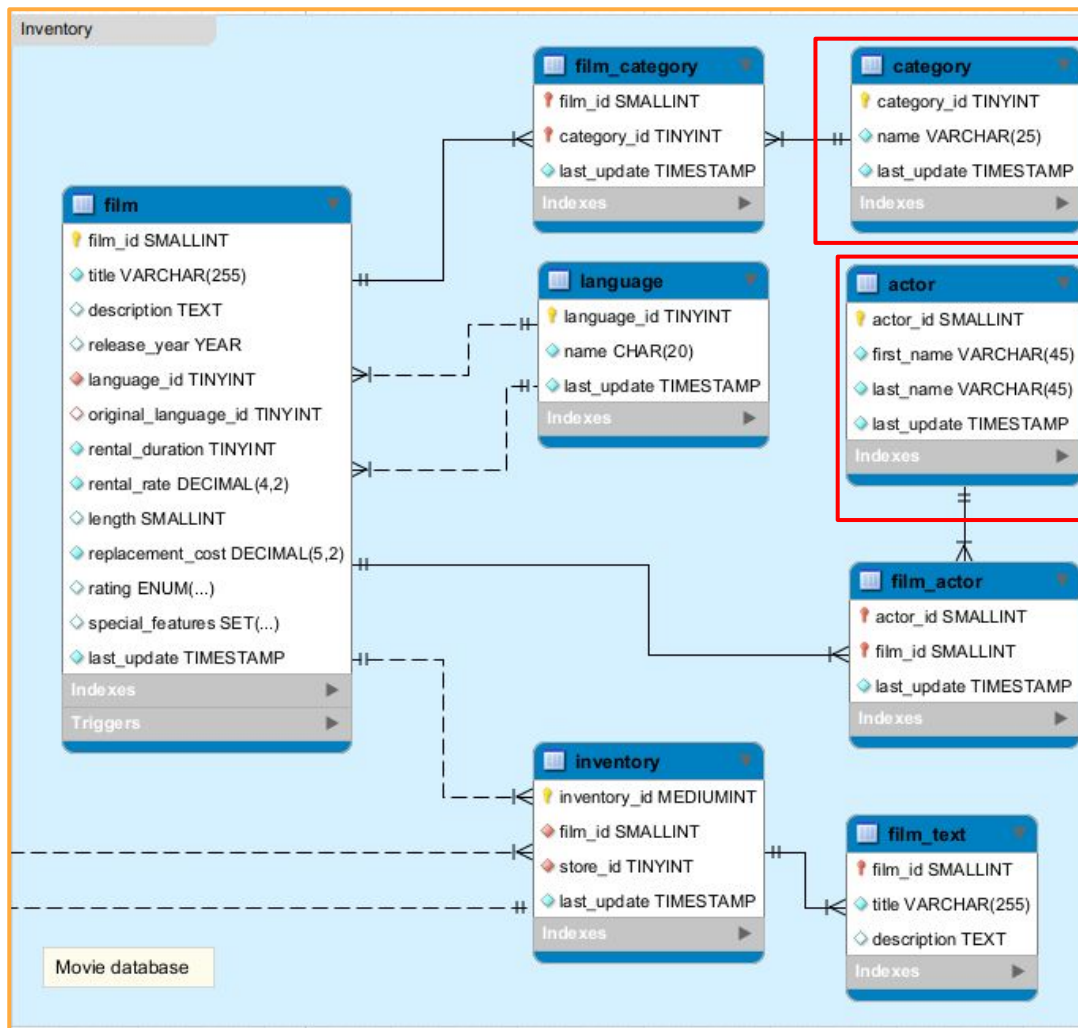 Inventory
film_category
film_id SMALLINT
category_id TINYINT
last_update TIMESTAMP
Indexes
category
category_id TINYINT
name VARCHAR(25)
last_update TIMESTAMP
Indexes
film
film_id SMALLINT
title VARCHAR(255)
description TEXT
release_year YEAR
language_id TINYINT
original_language_id TINYINT
rental_duration TINYINT
rental_rate DECIMAL(4,2)
length SMALLINT
replacement_cost DECIMAL(5,2)
rating ENUM(...)
special_features SET(...)
last_update TIMESTAMP
Indexes
Triggers
language
language_id TINYINT
name CHAR(20)
last_update TIMESTAMP
Indexes
actor
actor_id SMALLINT
first_name VARCHAR(45)
last_name VARCHAR(45)
last_update TIMESTAMP
Indexes
film_actor
actor_id SMALLINT
film_id SMALLINT
last_update TIMESTAMP
Indexes
inventory
inventory_id MEDIUMINT
film_id SMALLINT
store_id TINYINT
last_update TIMESTAMP
Indexes
film_text
film_id SMALLINT
title VARCHAR(255)
description TEXT
Indexes
Movie database